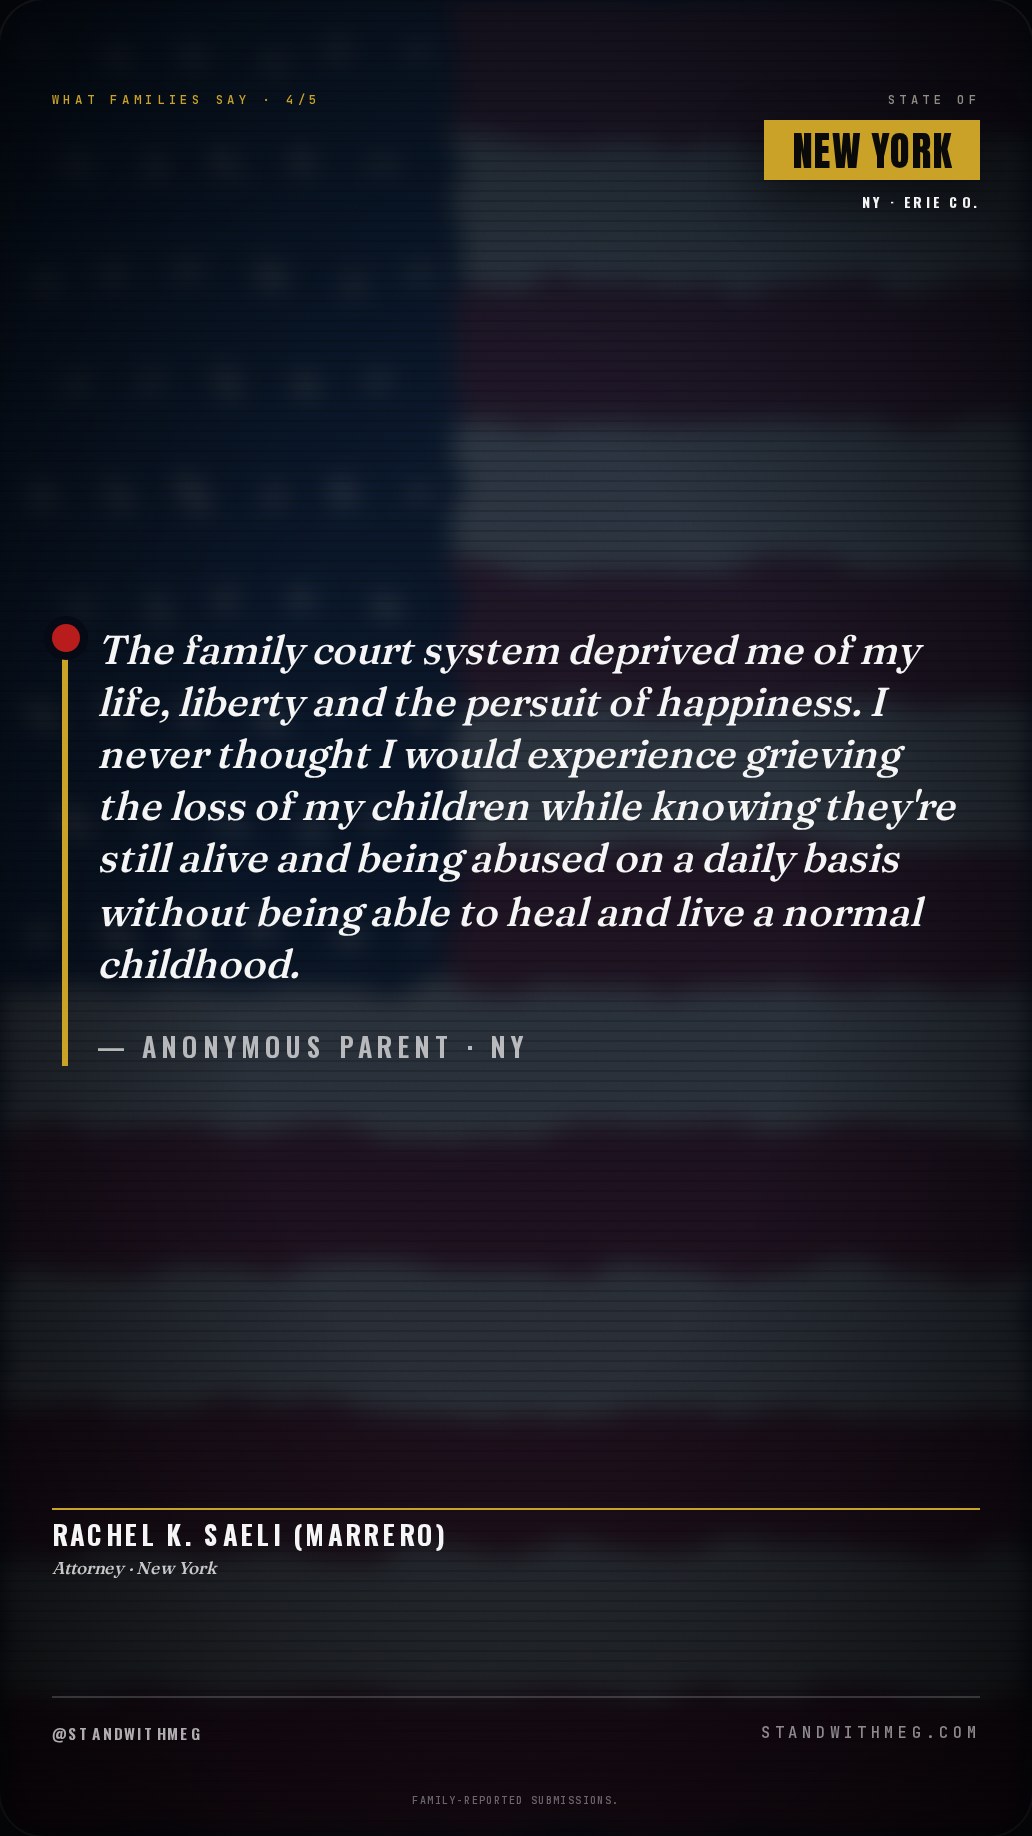 WHAT FAMILIES SAY · 4/5
STATE OF
NEW YORK
NY · ERIE CO.
The family court system deprived me of my
life, liberty and the persuit of happiness. I
never thought I would experience grieving
the loss of my children while knowing they're
still alive and being abused on a daily basis
without being able to heal and live a normal
childhood.
— ANONYMOUS PARENT · NY
RACHEL K. SAELI (MARRERO)
Attorney · New York
@STANDWITHMEG
STANDWITHMEG.COM
FAMILY-REPORTED SUBMISSIONS.